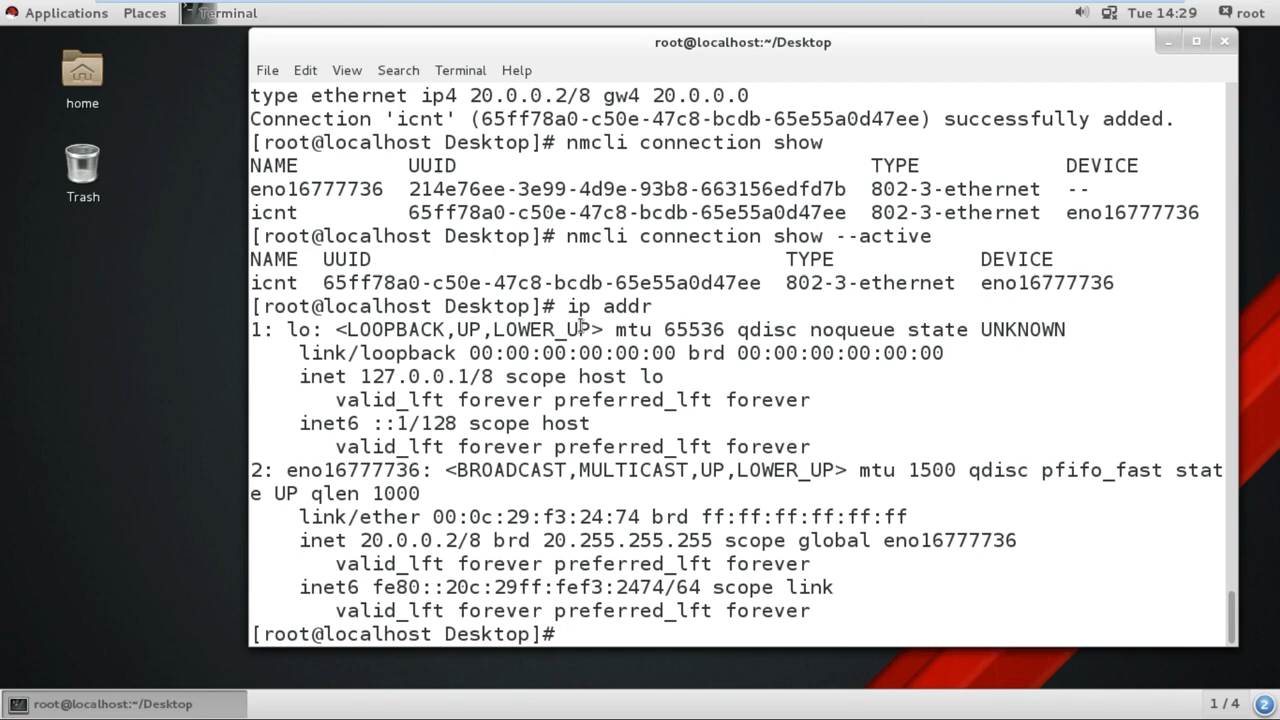 Applications Places Terminal Tue 14:29 root
root@localhost:~/Desktop
File Edit View Search Terminal Help
home
Trash
type ethernet ip4 20.0.0.2/8 gw4 20.0.0.0
Connection 'icnt' (65ff78a0-c50e-47c8-bcdb-65e55a0d47ee) successfully added.
[root@localhost Desktop]# nmcli connection show
NAME UUID TYPE DEVICE
eno16777736 214e76ee-3e99-4d9e-93b8-663156edfd7b 802-3-ethernet --
icnt 65ff78a0-c50e-47c8-bcdb-65e55a0d47ee 802-3-ethernet eno16777736
[root@localhost Desktop]# nmcli connection show --active
NAME UUID TYPE DEVICE
icnt 65ff78a0-c50e-47c8-bcdb-65e55a0d47ee 802-3-ethernet eno16777736
[root@localhost Desktop]# ip addr
1: lo: <LOOPBACK,UP,LOWER_UP> mtu 65536 qdisc noqueue state UNKNOWN
link/loopback 00:00:00:00:00:00 brd 00:00:00:00:00:00
inet 127.0.0.1/8 scope host lo
valid_lft forever preferred_lft forever
inet6 ::1/128 scope host
valid_lft forever preferred_lft forever
2: eno16777736: <BROADCAST,MULTICAST,UP,LOWER_UP> mtu 1500 qdisc pfifo_fast stat
e UP qlen 1000
link/ether 00:0c:29:f3:24:74 brd ff:ff:ff:ff:ff:ff
inet 20.0.0.2/8 brd 20.255.255.255 scope global eno16777736
valid_lft forever preferred_lft forever
inet6 fe80::20c:29ff:fef3:2474/64 scope link
valid_lft forever preferred_lft forever
[root@localhost Desktop]#
root@localhost:~/Desktop 1 / 4 2